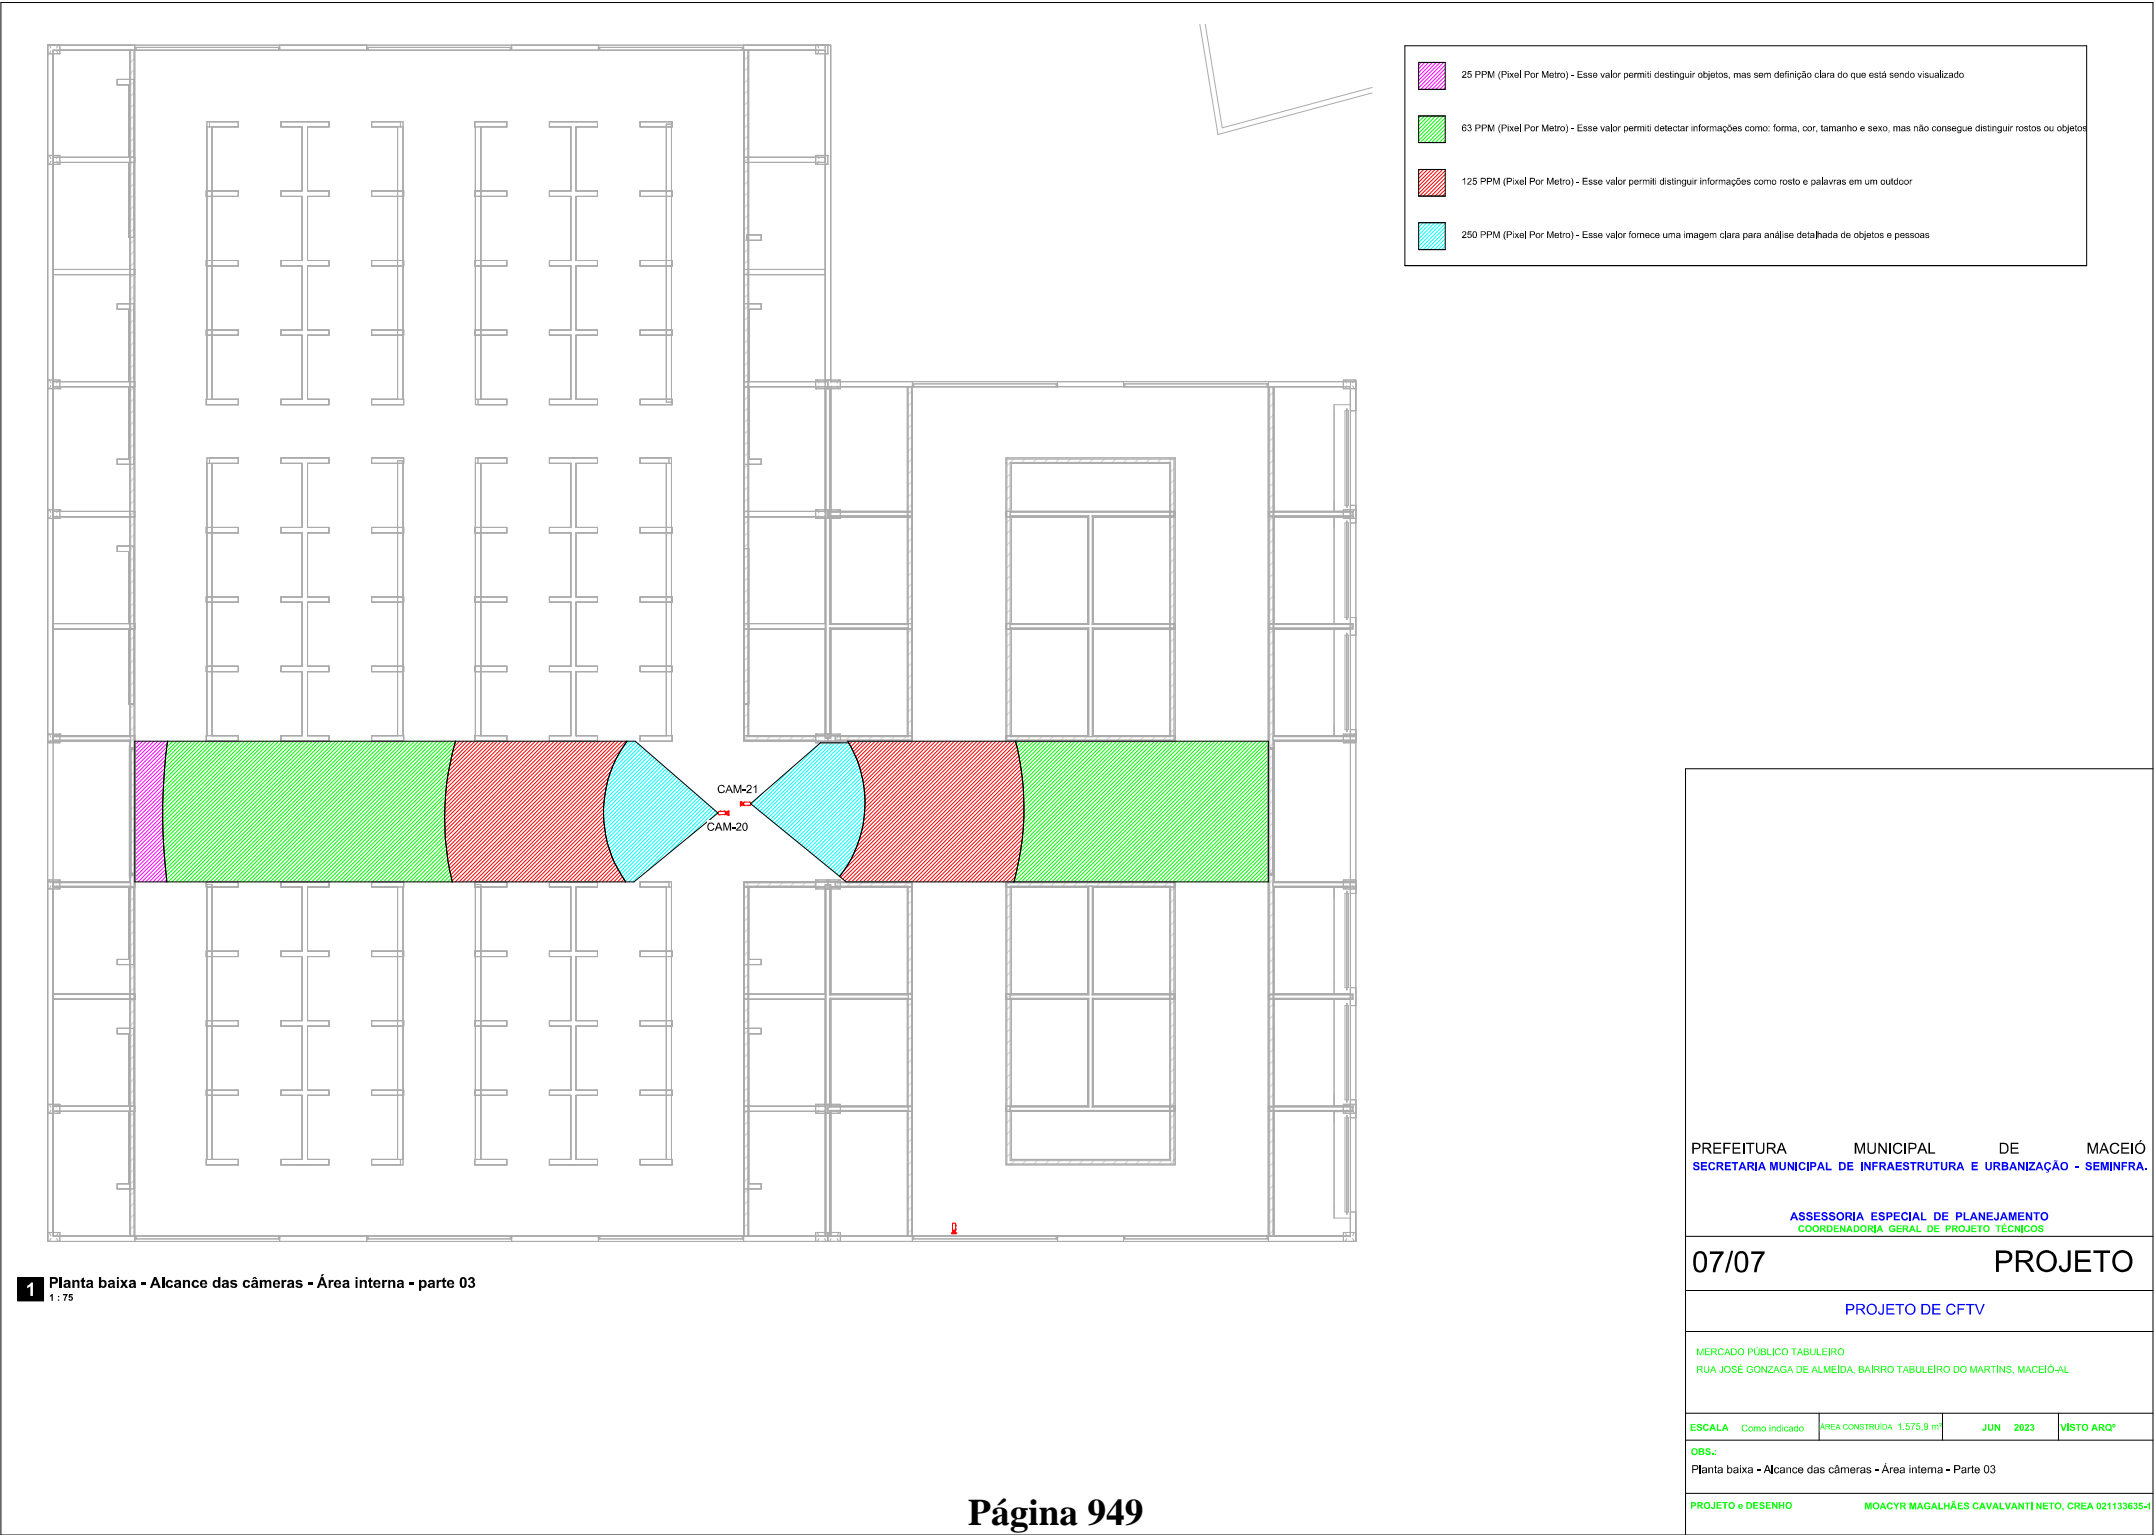 25 PPM (Pixel Por Metro) - Esse valor permiti destinguir objetos, mas sem definição clara do que está sendo visualizado
63 PPM (Pixel Por Metro) - Esse valor permiti detectar informações como: forma, cor, tamanho e sexo, mas não consegue distinguir rostos ou objetos
125 PPM (Pixel Por Metro) - Esse valor permiti distinguir informações como rosto e palavras em um outdoor
250 PPM (Pixel Por Metro) - Esse valor fornece uma imagem clara para análise detalhada de objetos e pessoas
CAM-21
CAM-20
1 Planta baixa - Alcance das câmeras - Área interna - parte 03
1 : 75
PREFEITURA MUNICIPAL DE MACEIÓ
SECRETARIA MUNICIPAL DE INFRAESTRUTURA E URBANIZAÇÃO - SEMINFRA.
ASSESSORIA ESPECIAL DE PLANEJAMENTO
COORDENADORIA GERAL DE PROJETO TÉCNICOS
07/07 PROJETO
PROJETO DE CFTV
MERCADO PÚBLICO TABULEIRO
RUA JOSÉ GONZAGA DE ALMEIDA, BAIRRO TABULEIRO DO MARTINS, MACEIÓ-AL
ESCALA Como indicado ÁREA CONSTRUÍDA 1.575,9 m² JUN 2023 VISTO ARQº
OBS.:
Planta baixa - Alcance das câmeras - Área interna - Parte 03
PROJETO e DESENHO MOACYR MAGALHÃES CAVALVANTI NETO, CREA 021133635-1
Página 949